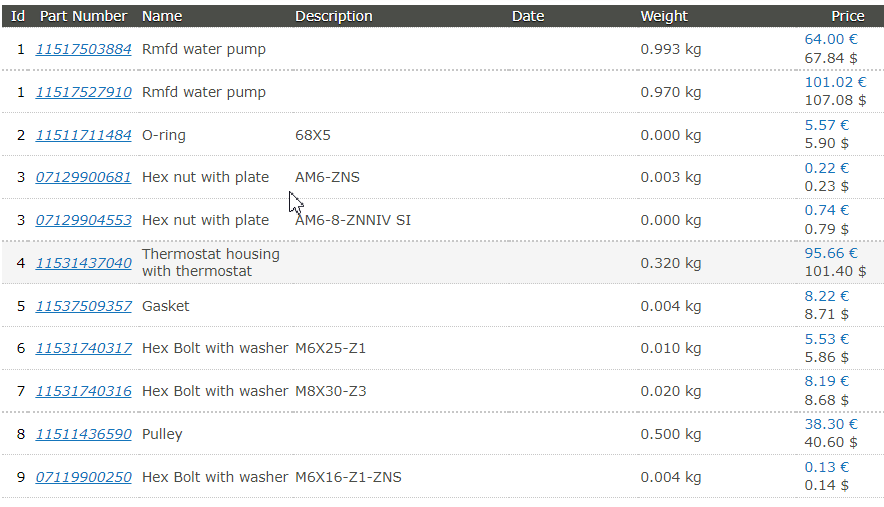 Id Part Number Name Description Date Weight Price
1 11517503884 Rmfd water pump 0.993 kg 64.00 €
67.84 $
1 11517527910 Rmfd water pump 0.970 kg 101.02 €
107.08 $
2 11511711484 O-ring 68X5 0.000 kg 5.57 €
5.90 $
3 07129900681 Hex nut with plate AM6-ZNS 0.003 kg 0.22 €
0.23 $
3 07129904553 Hex nut with plate AM6-8-ZNNIV SI 0.000 kg 0.74 €
0.79 $
4 11531437040 Thermostat housing
with thermostat 0.320 kg 95.66 €
101.40 $
5 11537509357 Gasket 0.004 kg 8.22 €
8.71 $
6 11531740317 Hex Bolt with washer M6X25-Z1 0.010 kg 5.53 €
5.86 $
7 11531740316 Hex Bolt with washer M8X30-Z3 0.020 kg 8.19 €
8.68 $
8 11511436590 Pulley 0.500 kg 38.30 €
40.60 $
9 07119900250 Hex Bolt with washer M6X16-Z1-ZNS 0.004 kg 0.13 €
0.14 $